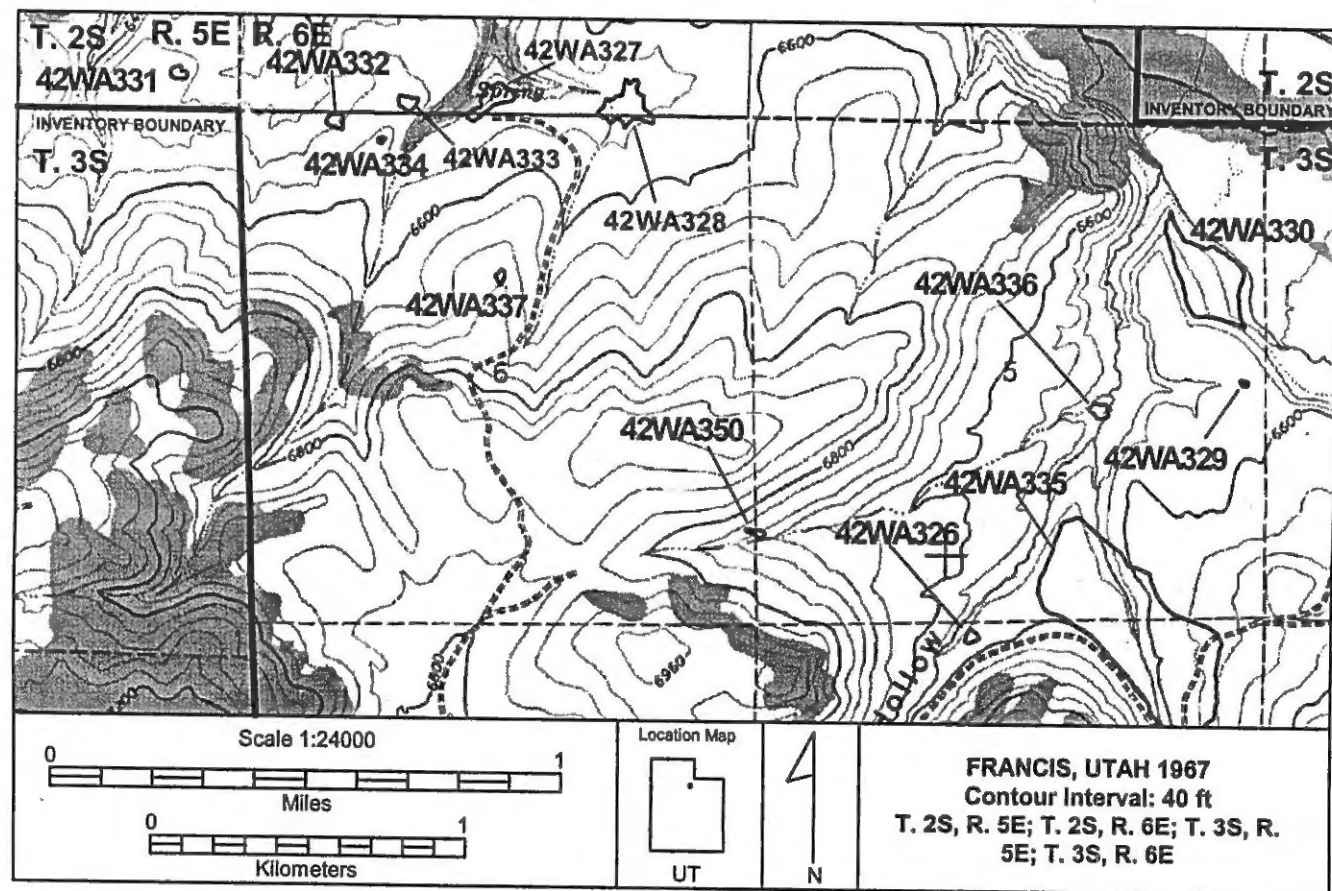 T. 2S R. 5E R. 6E
42WA331
42WA332
42WA327
Spring
6600
T. 2S
INVENTORY BOUNDARY
INVENTORY BOUNDARY
T. 3S
T. 3S
42WA334
42WA333
42WA328
6600
6600
42WA330
42WA337
42WA336
6600
6
5
42WA350
6800
6800
42WA329
6600
42WA335
42WA326
6960
Hollow
Scale 1:24000
0 1
Miles
0 1
Kilometers
Location Map
UT
N
FRANCIS, UTAH 1967
Contour Interval: 40 ft
T. 2S, R. 5E; T. 2S, R. 6E; T. 3S, R.
5E; T. 3S, R. 6E